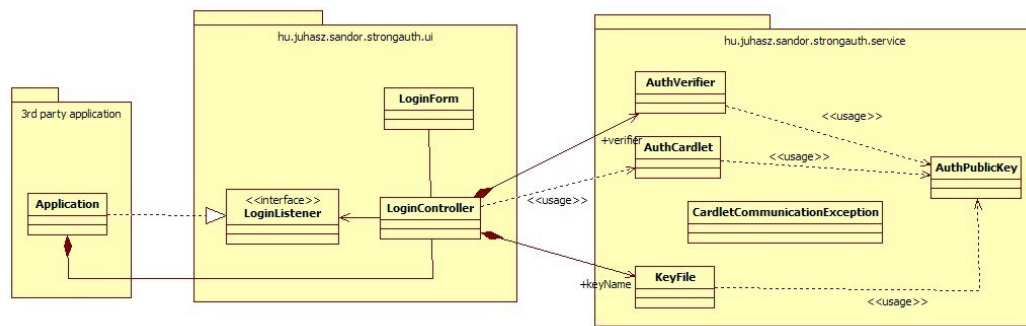 hu.juhasz.sandor.strongauth.ui
hu.juhasz.sandor.strongauth.service
3rd party application
LoginForm
AuthVerifier
<<usage>>
+verifier
AuthCardlet
<<usage>>
AuthPublicKey
Application
<<interface>>
LoginListener
LoginController
<<usage>>
CardletCommunicationException
+keyName
KeyFile
<<usage>>